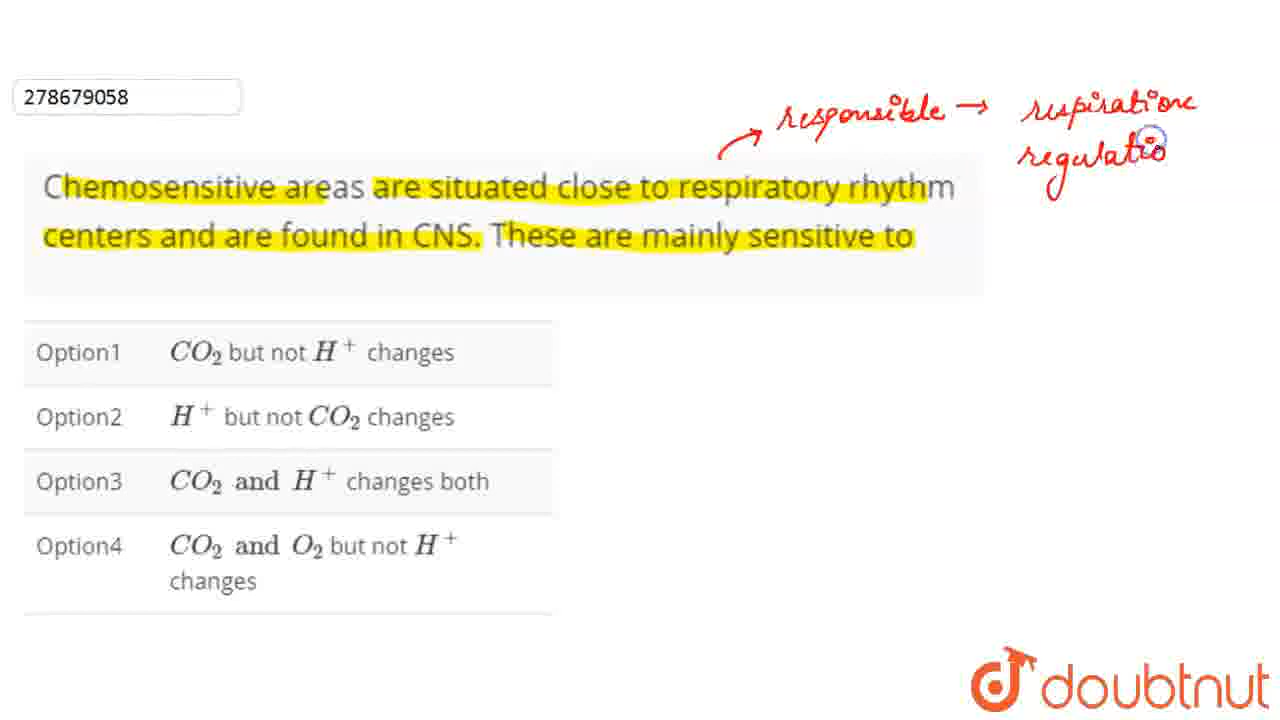 278679058
responsible → respiratione
regulatio
Chemosensitive areas are situated close to respiratory rhythm
centers and are found in CNS. These are mainly sensitive to
Option1 CO₂ but not H⁺ changes
Option2 H⁺ but not CO₂ changes
Option3 CO₂ and H⁺ changes both
Option4 CO₂ and O₂ but not H⁺
changes
doubtnut